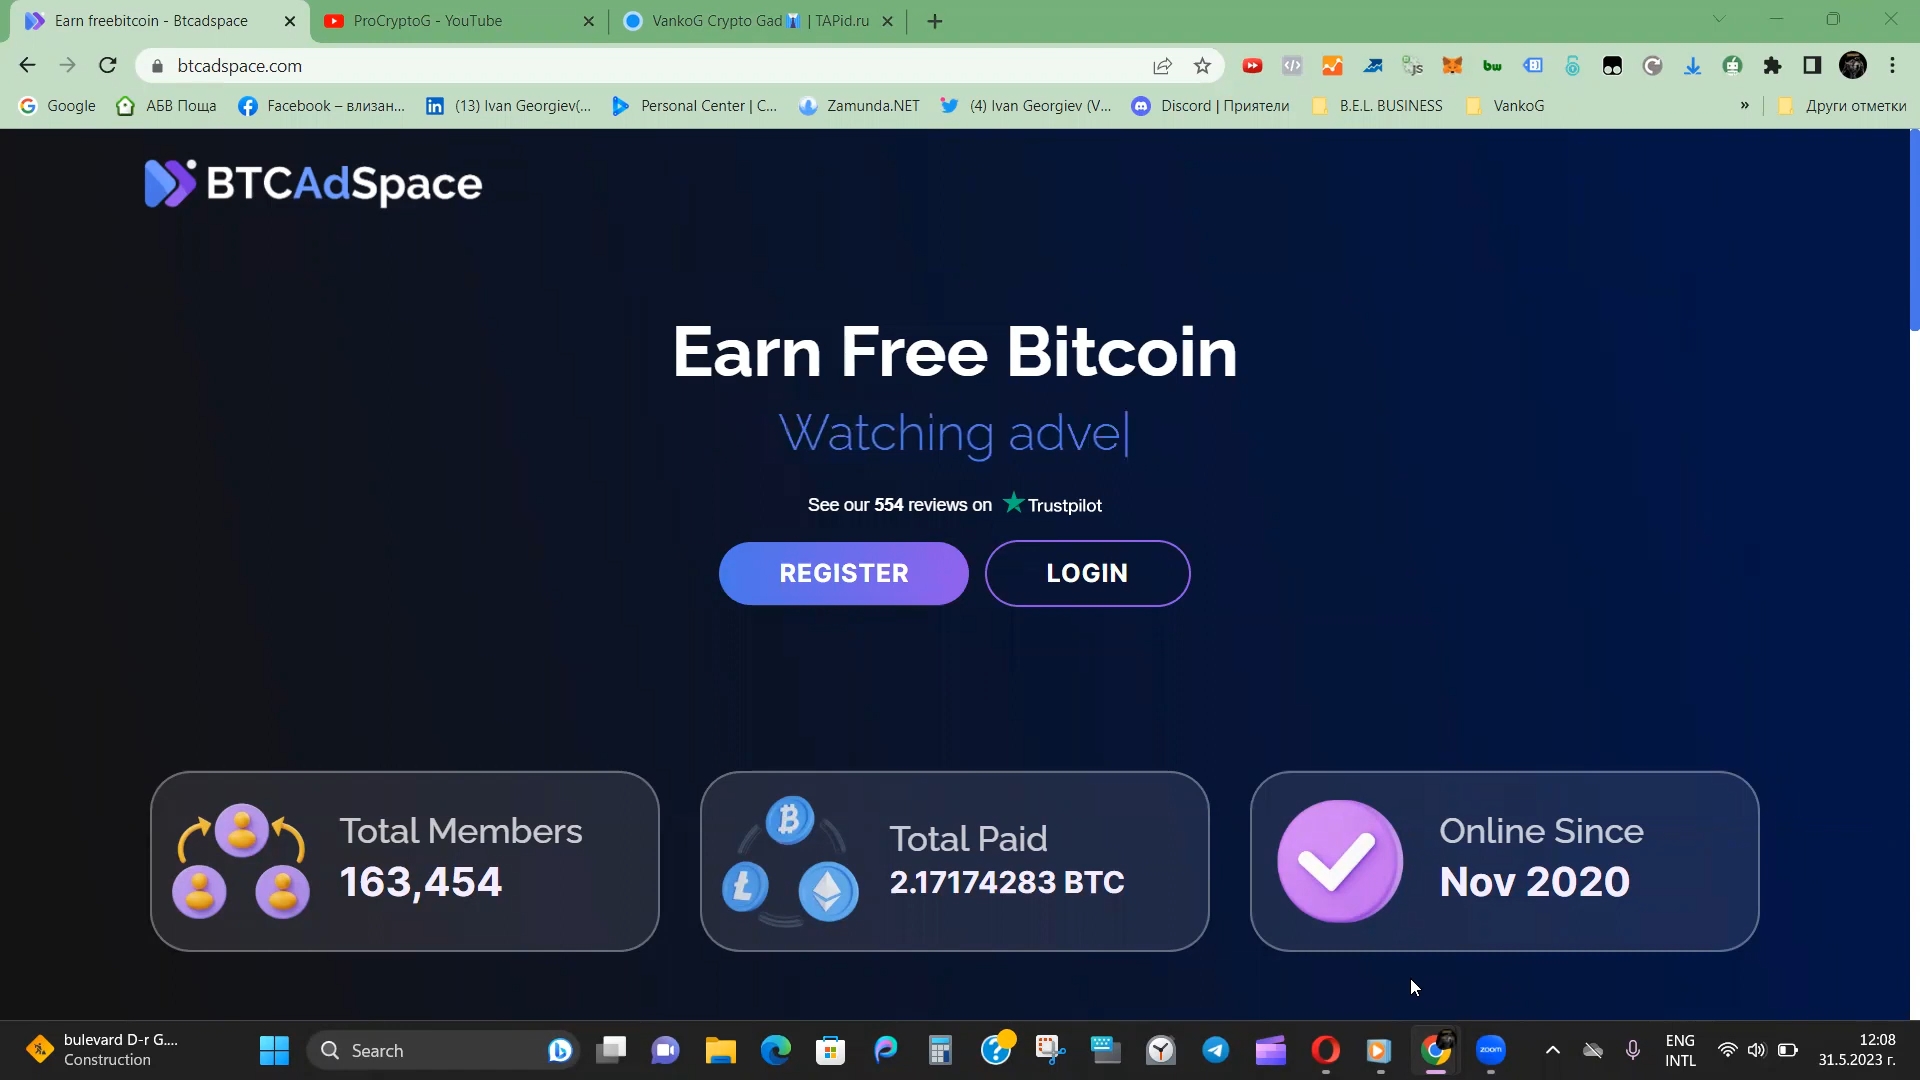 Earn freebitcoin - Btcadspace
ProCryptoG - YouTube
VankoG Crypto Gad | TAPid.ru
btcadspace.com
Google
АБВ Поща
Facebook – влизан...
(13) Ivan Georgiev(...
Personal Center | C...
Zamunda.NET
(4) Ivan Georgiev (V...
Discord | Приятели
B.E.L. BUSINESS
VankoG
»
Други отметки
BTCAdSpace
Earn Free Bitcoin
Watching adve|
See our 554 reviews on Trustpilot
REGISTER
LOGIN
Total Members
163,454
Total Paid
2.17174283 BTC
Online Since
Nov 2020
bulevard D-r G....
Construction
Search
zoom
ENG
INTL
12:08
31.5.2023 г.